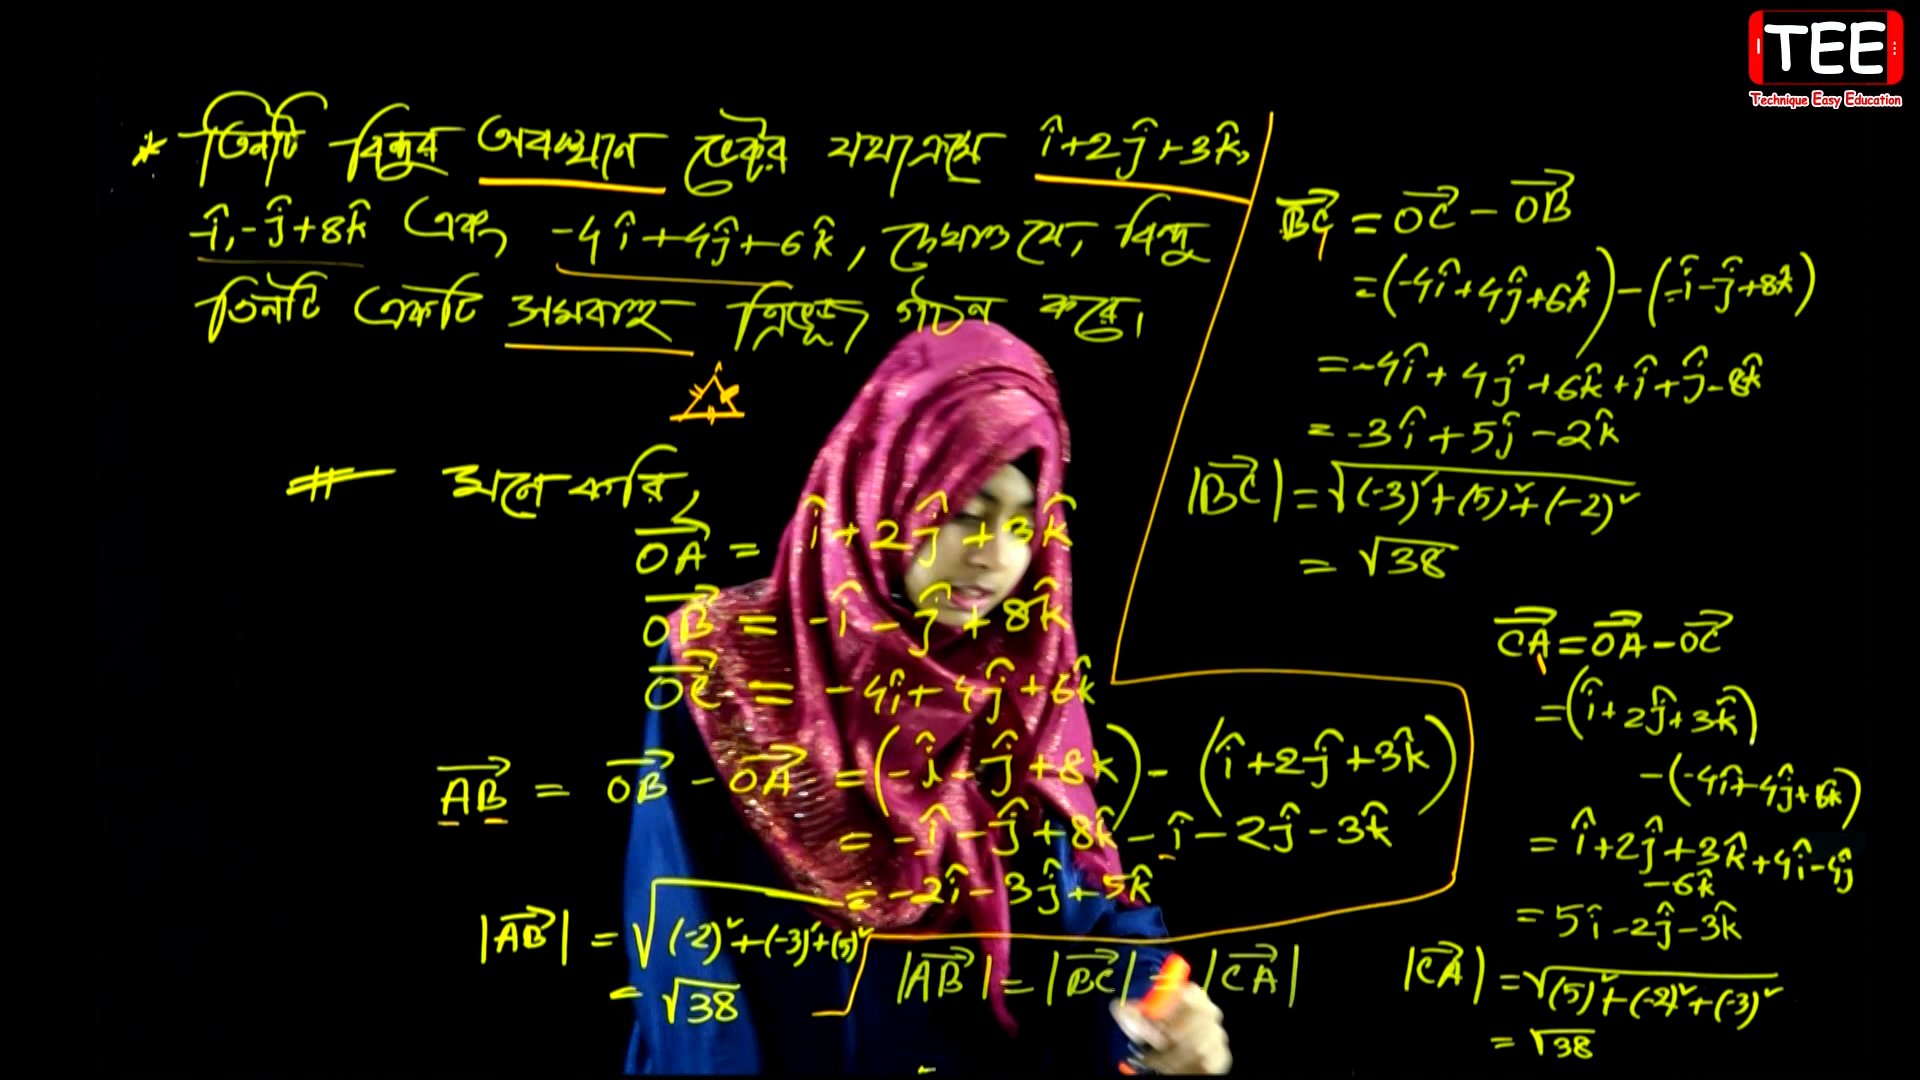 TEE
Technique Easy Education
* তিনটি বিন্দুর অবস্থান ভেক্টর যথাক্রমে î+2ĵ+3k̂,
-î,-ĵ+8k̂ এবং -4î+4ĵ+6k̂, দেখাও যে, বিন্দু
তিনটি একটি সমবাহু ত্রিভুজ গঠন করে।
# মনে করি,
OA⃗ = î+2ĵ+3k̂
OB⃗ = -î-ĵ+8k̂
OC⃗ = -4î+4ĵ+6k̂
AB⃗ = OB⃗ - OA⃗ = (-î-ĵ+8k̂) - (î+2ĵ+3k̂)
= -î-ĵ+8k̂-î-2ĵ-3k̂
= -2î-3ĵ+5k̂
|AB⃗| = √(-2)²+(-3)²+(5)²
= √38
|AB⃗| = |BC⃗| = |CA⃗|
BC⃗ = OC⃗ - OB⃗
=(-4î+4ĵ+6k̂)-(-î-ĵ+8k̂)
=-4î+4ĵ+6k̂+î+ĵ-8k̂
= -3î+5ĵ-2k̂
|BC⃗| = √(-3)²+(5)²+(-2)²
= √38
CA⃗ = OA⃗ - OC⃗
=(î+2ĵ+3k̂)
-(-4î+4ĵ+6k̂)
= î+2ĵ+3k̂+4î-4ĵ
-6k̂
= 5î-2ĵ-3k̂
|CA⃗| = √(5)²+(-2)²+(-3)²
= √38